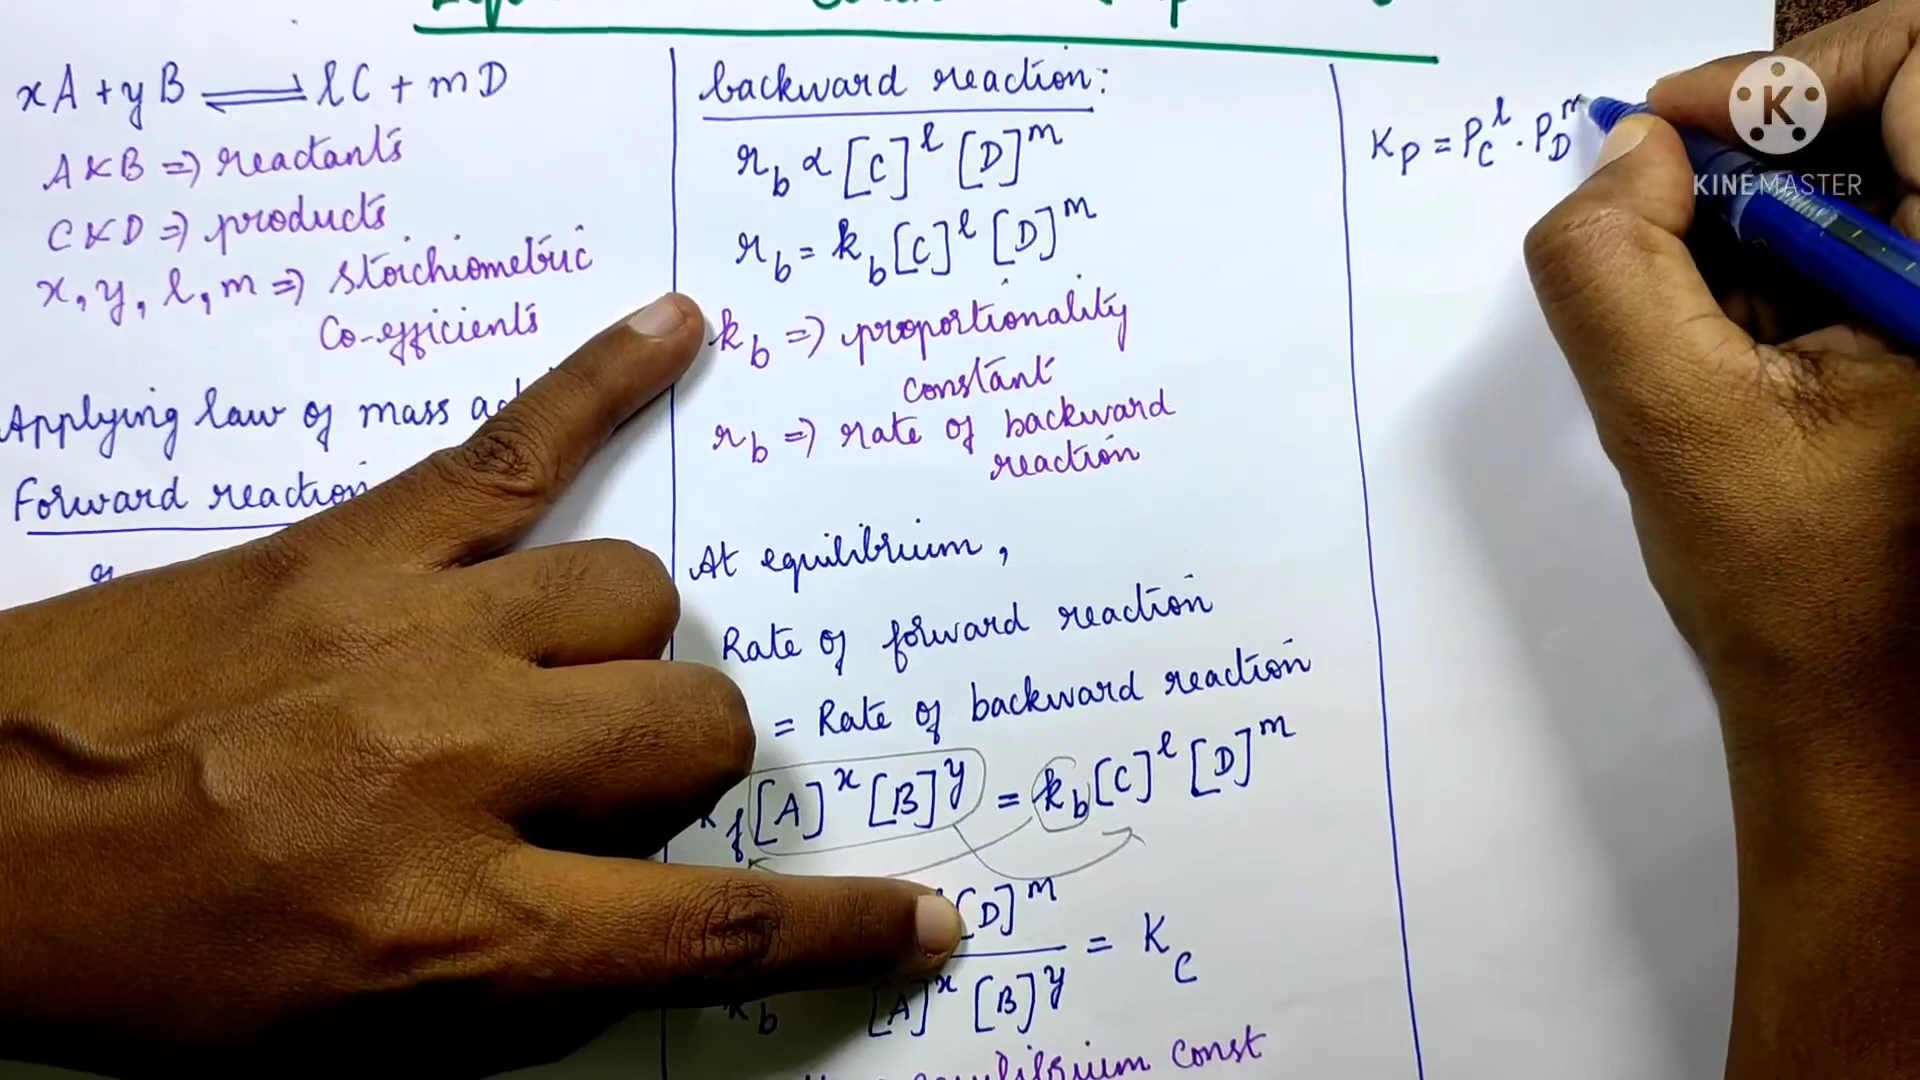 xA + yB ⇌ lC + mD
A & B ⇒ reactants
C & D ⇒ products
x, y, l, m ⇒ stoichiometric
Co-efficients
Applying law of mass
Forward reaction
backward reaction:
r_b ∝ [C]^l [D]^m
r_b = k_b [C]^l [D]^m
k_b ⇒ proportionality
constant
r_b ⇒ rate of backward
reaction
At equilibrium,
Rate of forward reaction
= Rate of backward reaction
f [A]^x [B]^y = k_b [C]^l [D]^m
[D]^m
= K_C
k_b [A]^x [B]^y
equilibrium const
K_P = P_C^l . P_D^m
K
KINEMASTER